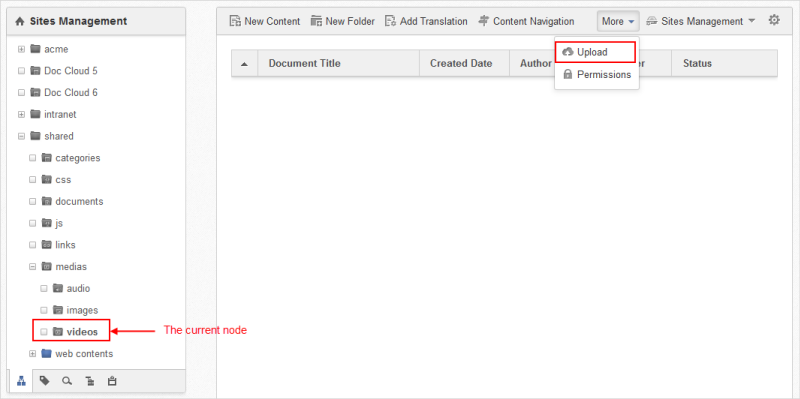 Sites Management
acme
Doc Cloud 5
Doc Cloud 6
intranet
shared
categories
css
documents
js
links
medias
audio
images
videos
web contents
New Content New Folder Add Translation Content Navigation More Sites Management
Upload
Permissions
Document Title Created Date Author Status
The current node